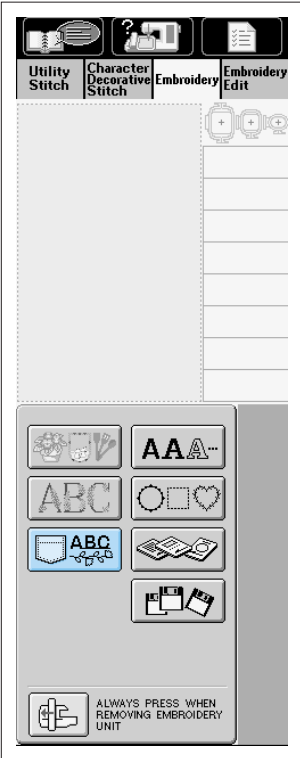 Utility Stitch
Character Decorative Stitch
Embroidery
Embroidery Edit
AAA
ABC
ABC
ALWAYS PRESS WHEN
REMOVING EMBROIDERY
UNIT